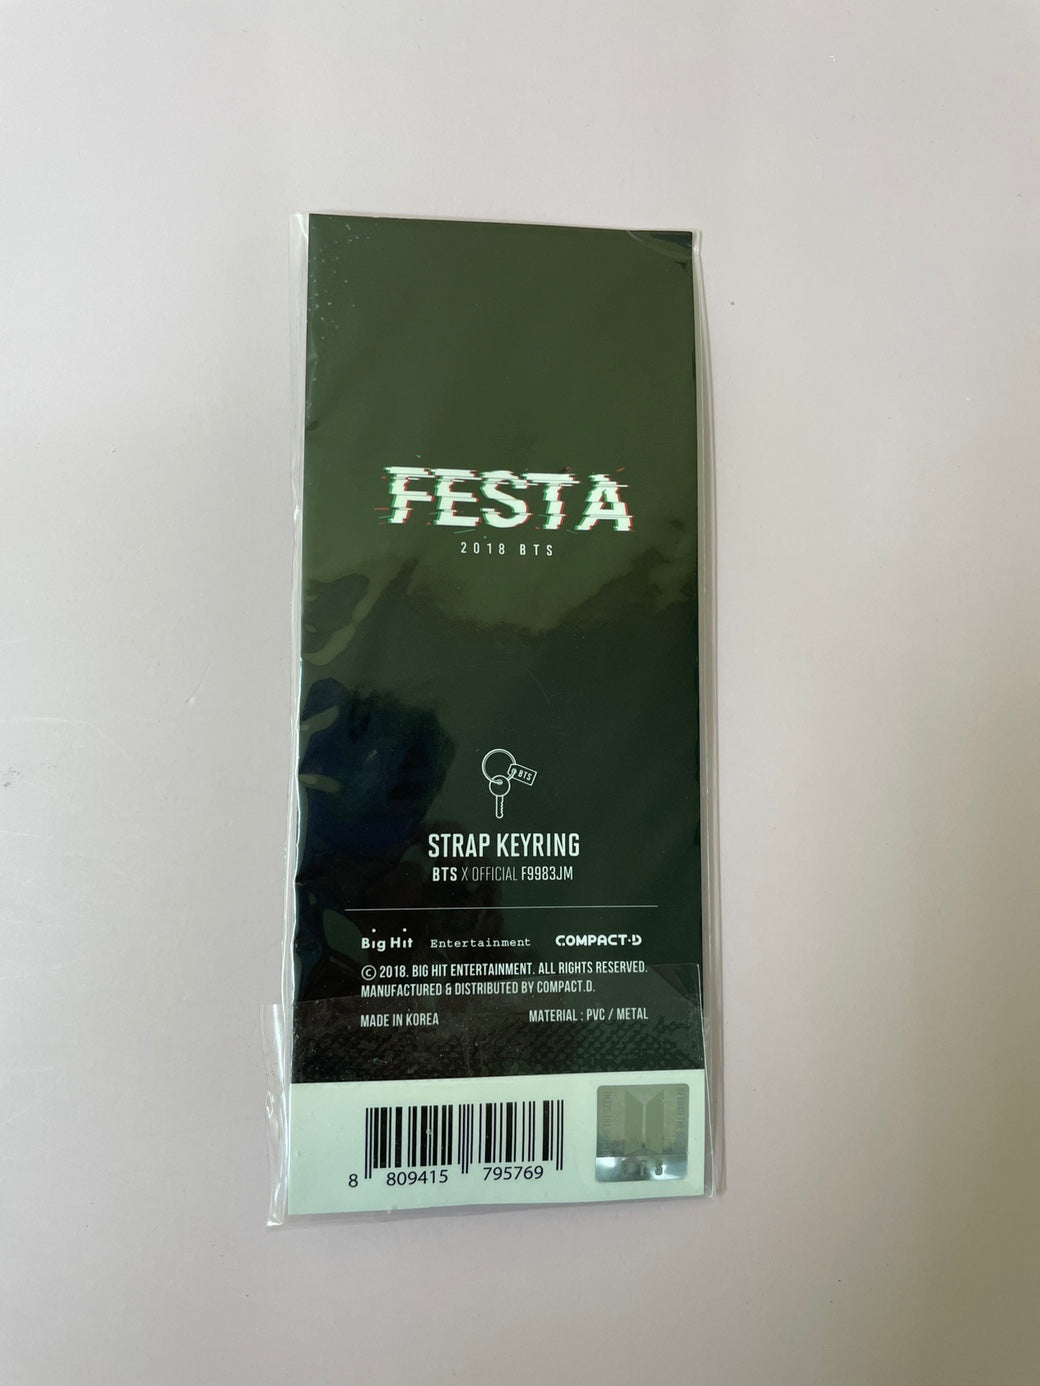 FESTA
2018 BTS
BTS
STRAP KEYRING
BTS X OFFICIAL F9983JM
Big Hit Entertainment COMPACT·D
© 2018. BIG HIT ENTERTAINMENT. ALL RIGHTS RESERVED.
MANUFACTURED & DISTRIBUTED BY COMPACT.D.
MADE IN KOREA MATERIAL : PVC / METAL
8 809415 795769
BTS